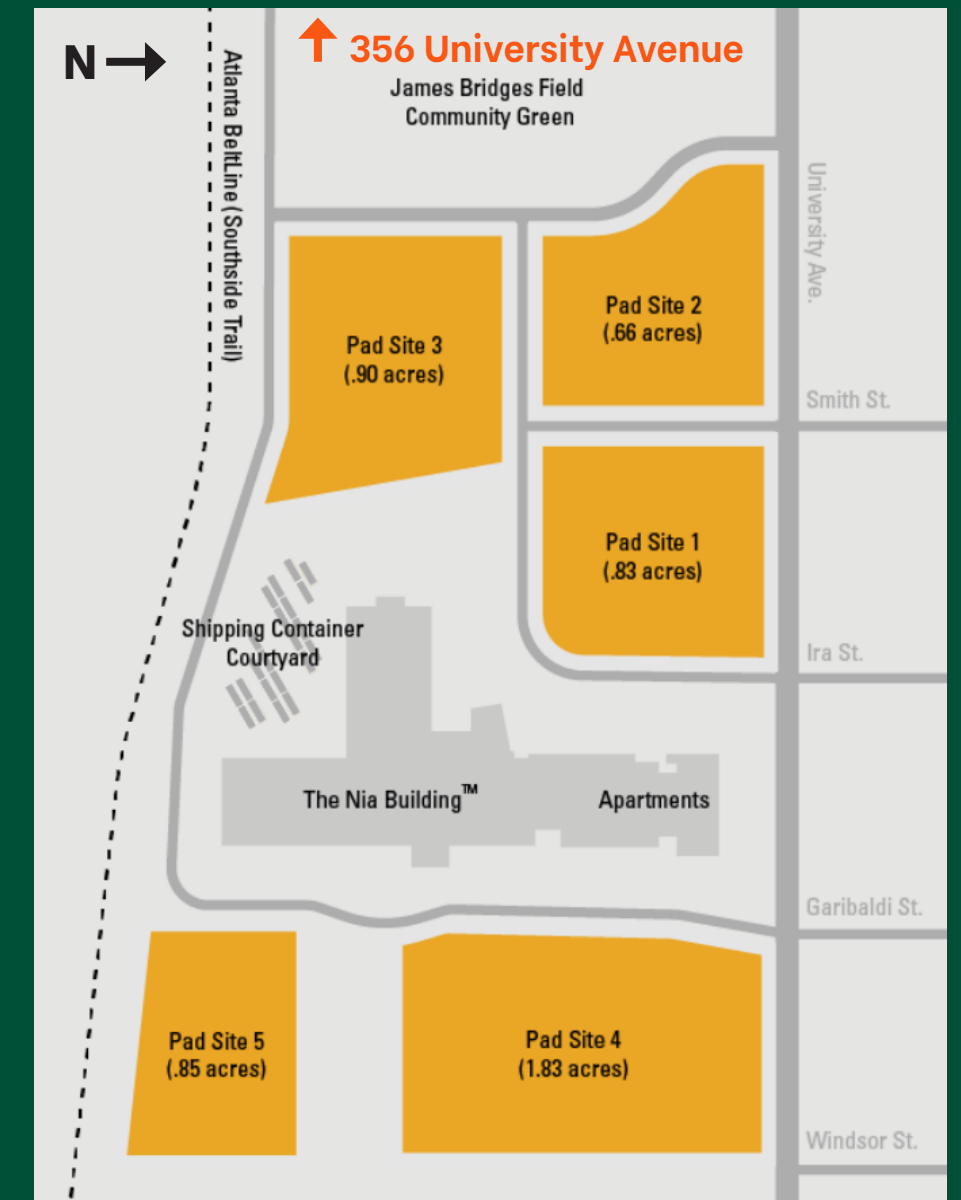 N
356 University Avenue
James Bridges Field
Community Green
Atlanta BeltLine (Southside Trail)
University Ave.
Pad Site 2
(.66 acres)
Pad Site 3
(.90 acres)
Smith St.
Pad Site 1
(.83 acres)
Shipping Container
Courtyard
Ira St.
The Nia Building™
Apartments
Garibaldi St.
Pad Site 5
(.85 acres)
Pad Site 4
(1.83 acres)
Windsor St.